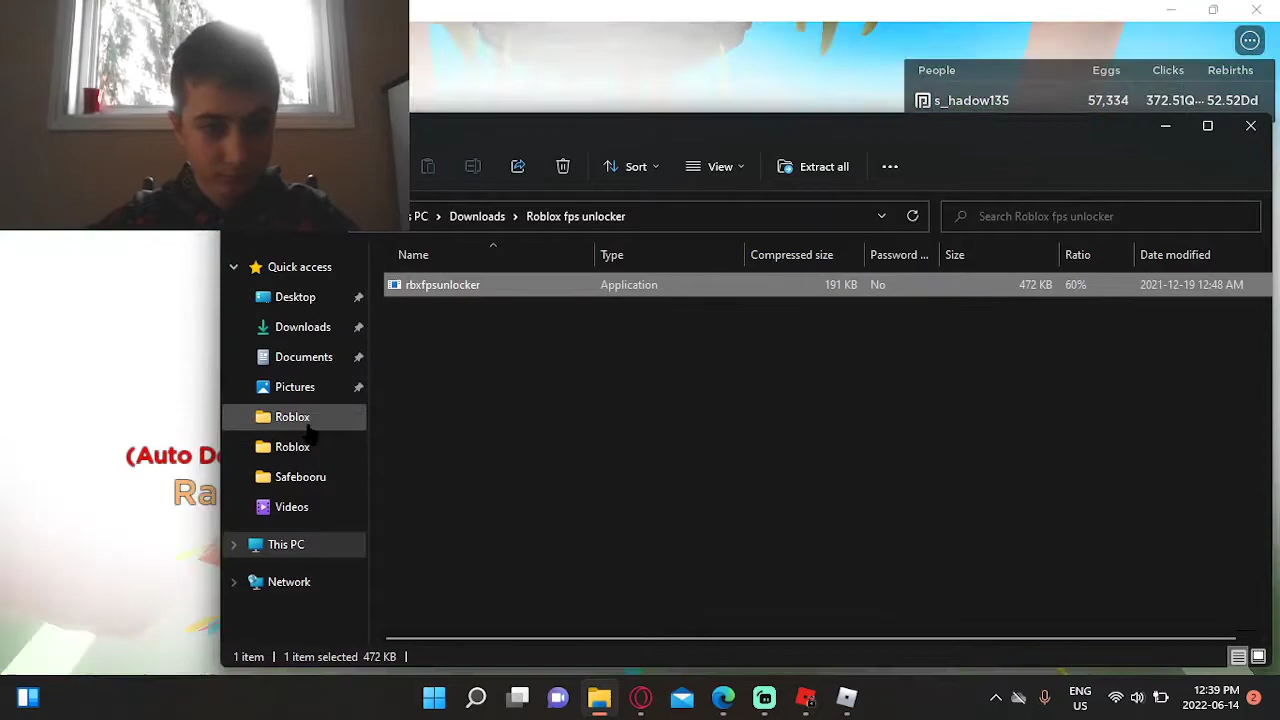 People Eggs Clicks Rebirths
s_hadow135 57,334 372.51Q... 52.52Dd
Sort View Extract all
PC > Downloads > Roblox fps unlocker
Search Roblox fps unlocker
Name Type Compressed size Password ... Size Ratio Date modified
rbxfpsunlocker Application 191 KB No 472 KB 60% 2021-12-19 12:48 AM
Quick access
Desktop
Downloads
Documents
Pictures
Roblox
Roblox
Safebooru
Videos
This PC
Network
(Auto De
Ra
1 item 1 item selected 472 KB
ENG
US
12:39 PM
2022-06-14
2